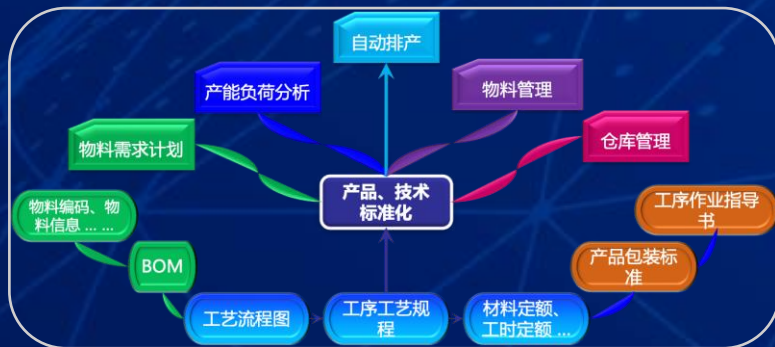 自动排产
产能负荷分析
物料管理
物料需求计划
仓库管理
产品、技术
标准化
物料编码、物
料信息 ... ...
工序作业指导
书
BOM
产品包装标
准
工艺流程图
工序工艺规
程
材料定额、
工时定额 ...